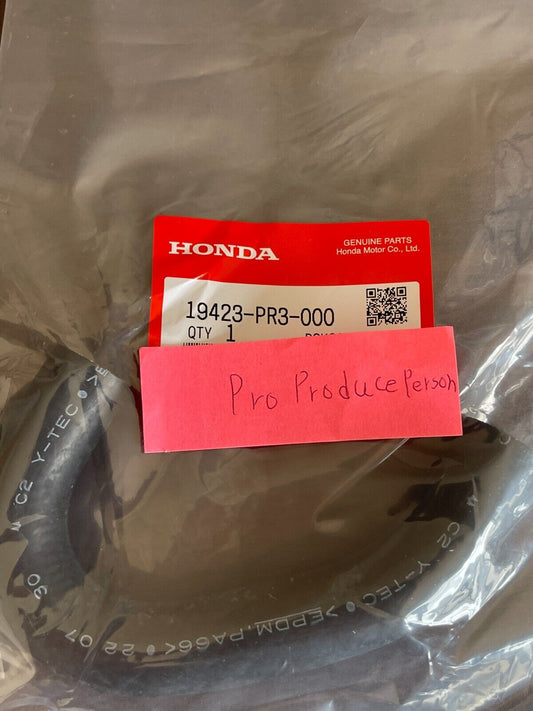 HONDA
GENUINE PARTS
Honda Motor Co., Ltd.
19423-PR3-000
QTY 1
Pro Produce Person
C2 Y-TEC
C2 Y-TEC >EPDM,PA66< 22 07 30